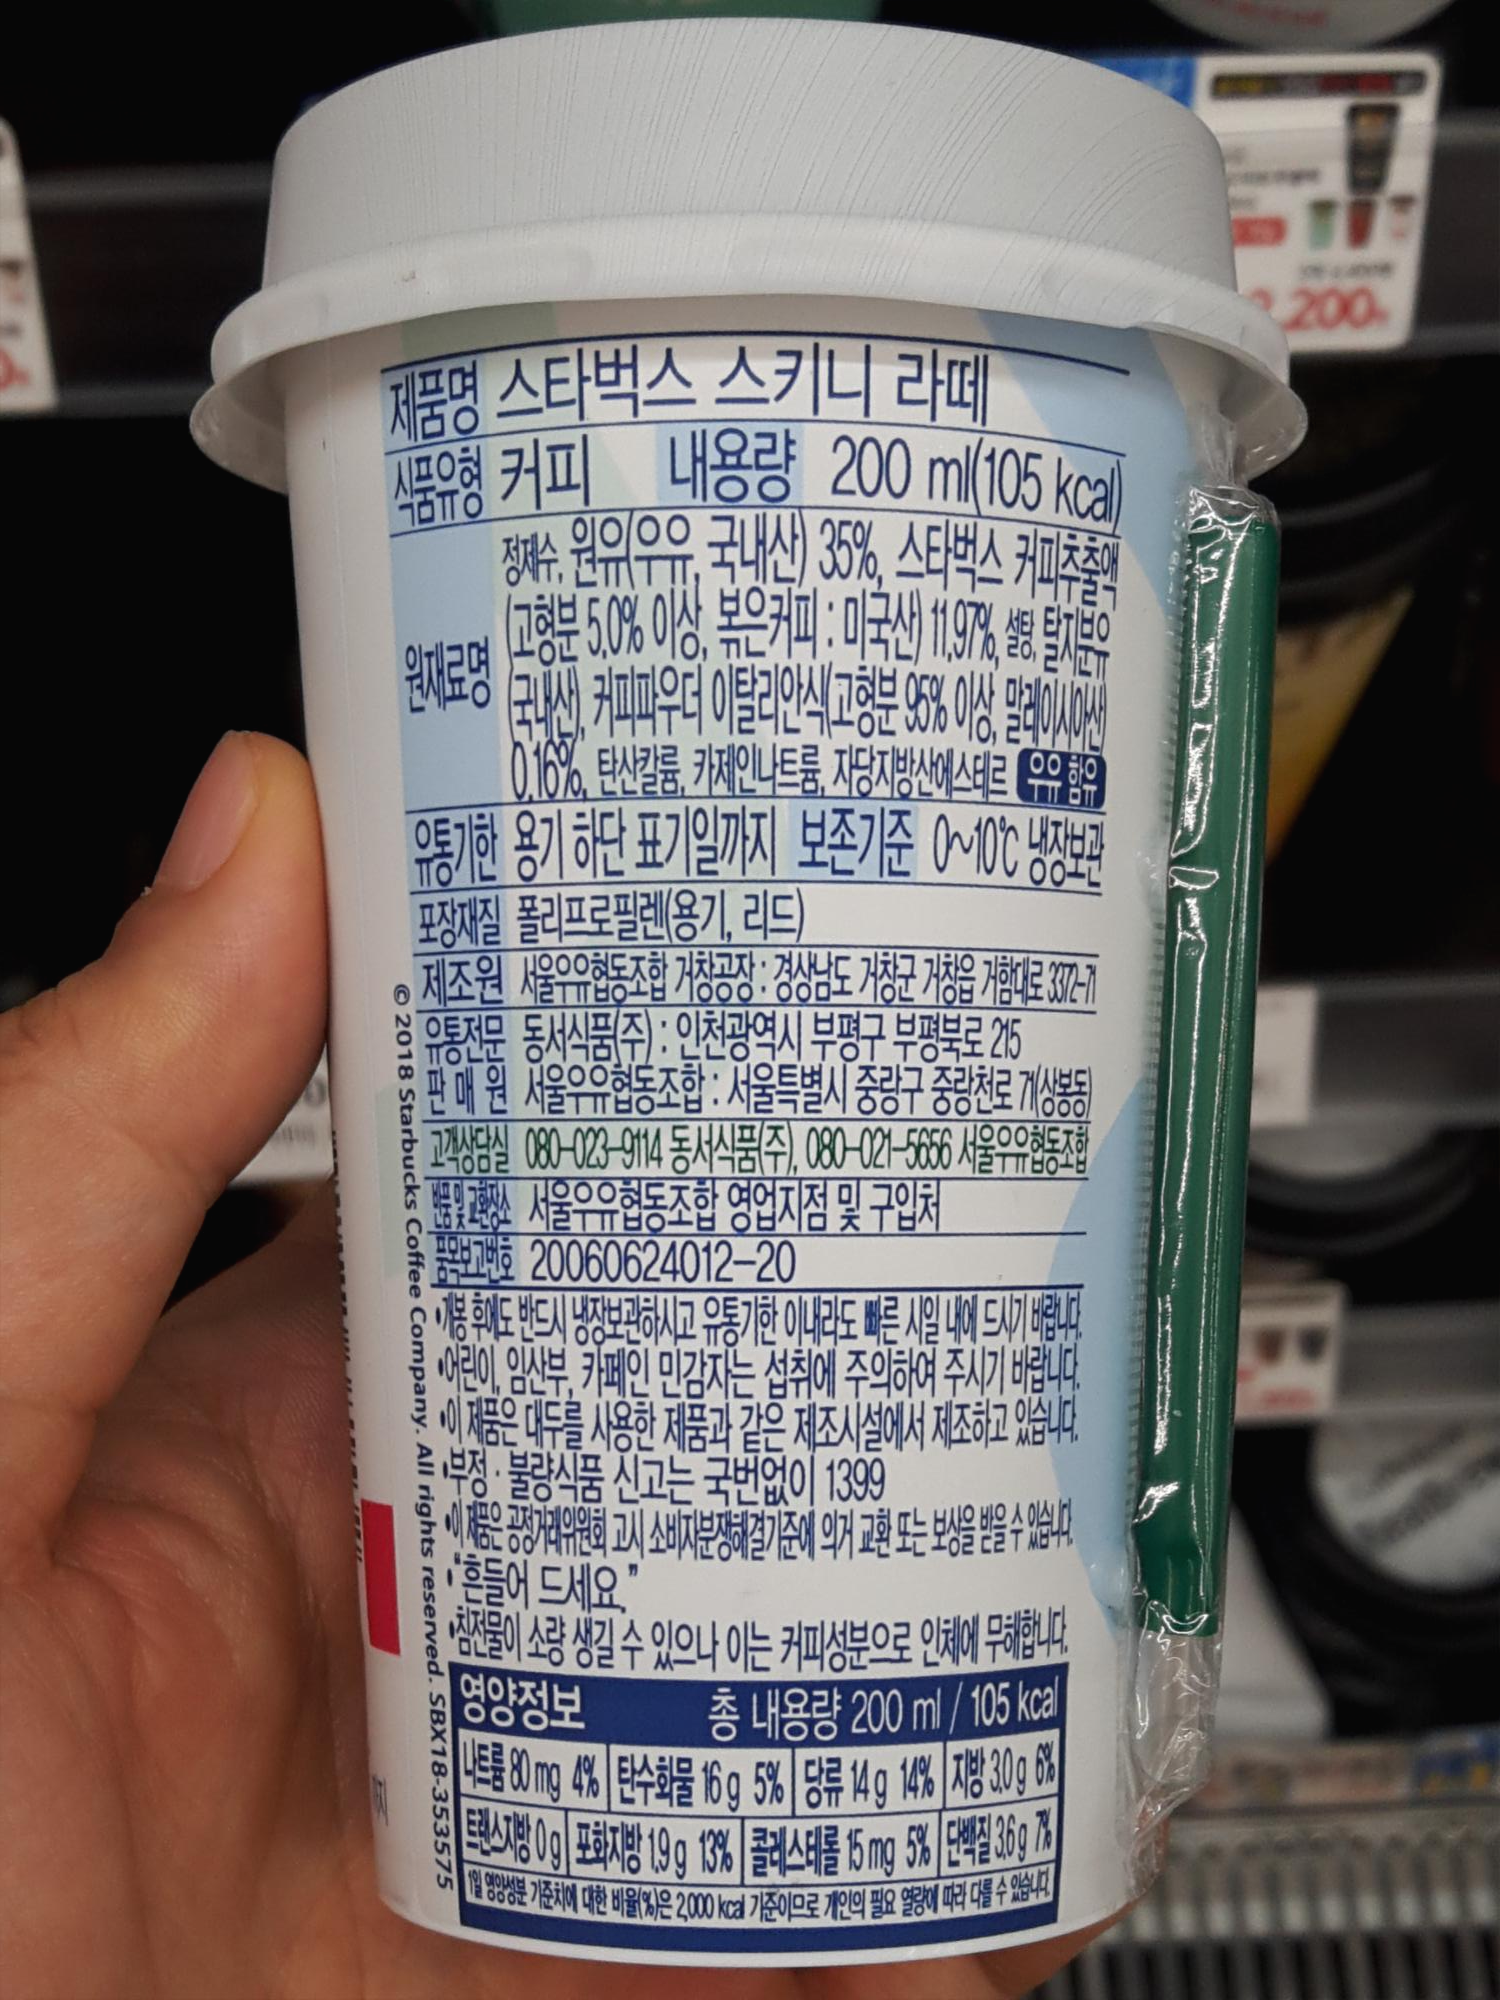 제품명 스타벅스 스키니 라떼
식품유형 커피 내용량 200 ml(105 kcal)
원재료명
정제수, 원유(우유, 국내산) 35%, 스타벅스 커피추출액
(고형분 5.0% 이상, 볶은커피 : 미국산) 11.97%, 설탕, 탈지분유
(국내산), 커피파우더 이탈리안식(고형분 95% 이상, 말레이시아산)
0.16%, 탄산칼륨, 카제인나트륨, 자당지방산에스테르 우유 함유
유통기한 용기 하단 표기일까지 보존기준 0~10℃ 냉장보관
포장재질 폴리프로필렌(용기, 리드)
제조원 서울우유협동조합 거창공장 : 경상남도 거창군 거창읍 거함대로 3372-71
유통전문 동서식품(주) : 인천광역시 부평구 부평북로 215
판 매 원 서울우유협동조합 : 서울특별시 중랑구 중랑천로 7(상봉동)
고객상담실 080-023-9114 동서식품(주), 080-021-5656 서울우유협동조합
반품 및 교환장소 서울우유협동조합 영업지점 및 구입처
품목보고번호 20060624012-20
•개봉 후에도 반드시 냉장보관하시고 유통기한 이내라도 빠른 시일 내에 드시기 바랍니다.
•어린이, 임산부, 카페인 민감자는 섭취에 주의하여 주시기 바랍니다.
•이 제품은 대두를 사용한 제품과 같은 제조시설에서 제조하고 있습니다.
•부정 · 불량식품 신고는 국번없이 1399
•이 제품은 공정거래위원회 고시 소비자분쟁해결기준에 의거 교환 또는 보상을 받을 수 있습니다.
•"흔들어 드세요."
•침전물이 소량 생길 수 있으나 이는 커피성분으로 인체에 무해합니다.
영양정보 총 내용량 200 ml / 105 kcal
나트륨 80 mg 4% 탄수화물 16 g 5% 당류 14 g 14% 지방 3.0 g 6%
트랜스지방 0 g 포화지방 1.9 g 13% 콜레스테롤 15 mg 5% 단백질 3.6 g 7%
1일 영양성분 기준치에 대한 비율(%)은 2,000 kcal 기준이므로 개인의 필요 열량에 따라 다를 수 있습니다.
© 2018 Starbucks Coffee Company. All rights reserved. SBX18-353575
2,200